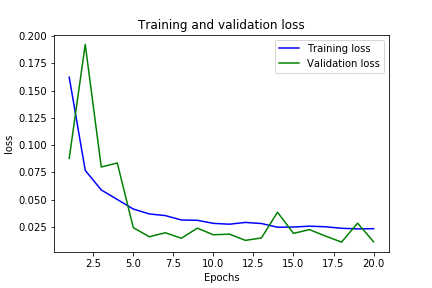 Training and validation loss
Training loss
Validation loss
loss
0.200
0.175
0.150
0.125
0.100
0.075
0.050
0.025
2.5 5.0 7.5 10.0 12.5 15.0 17.5 20.0
Epochs